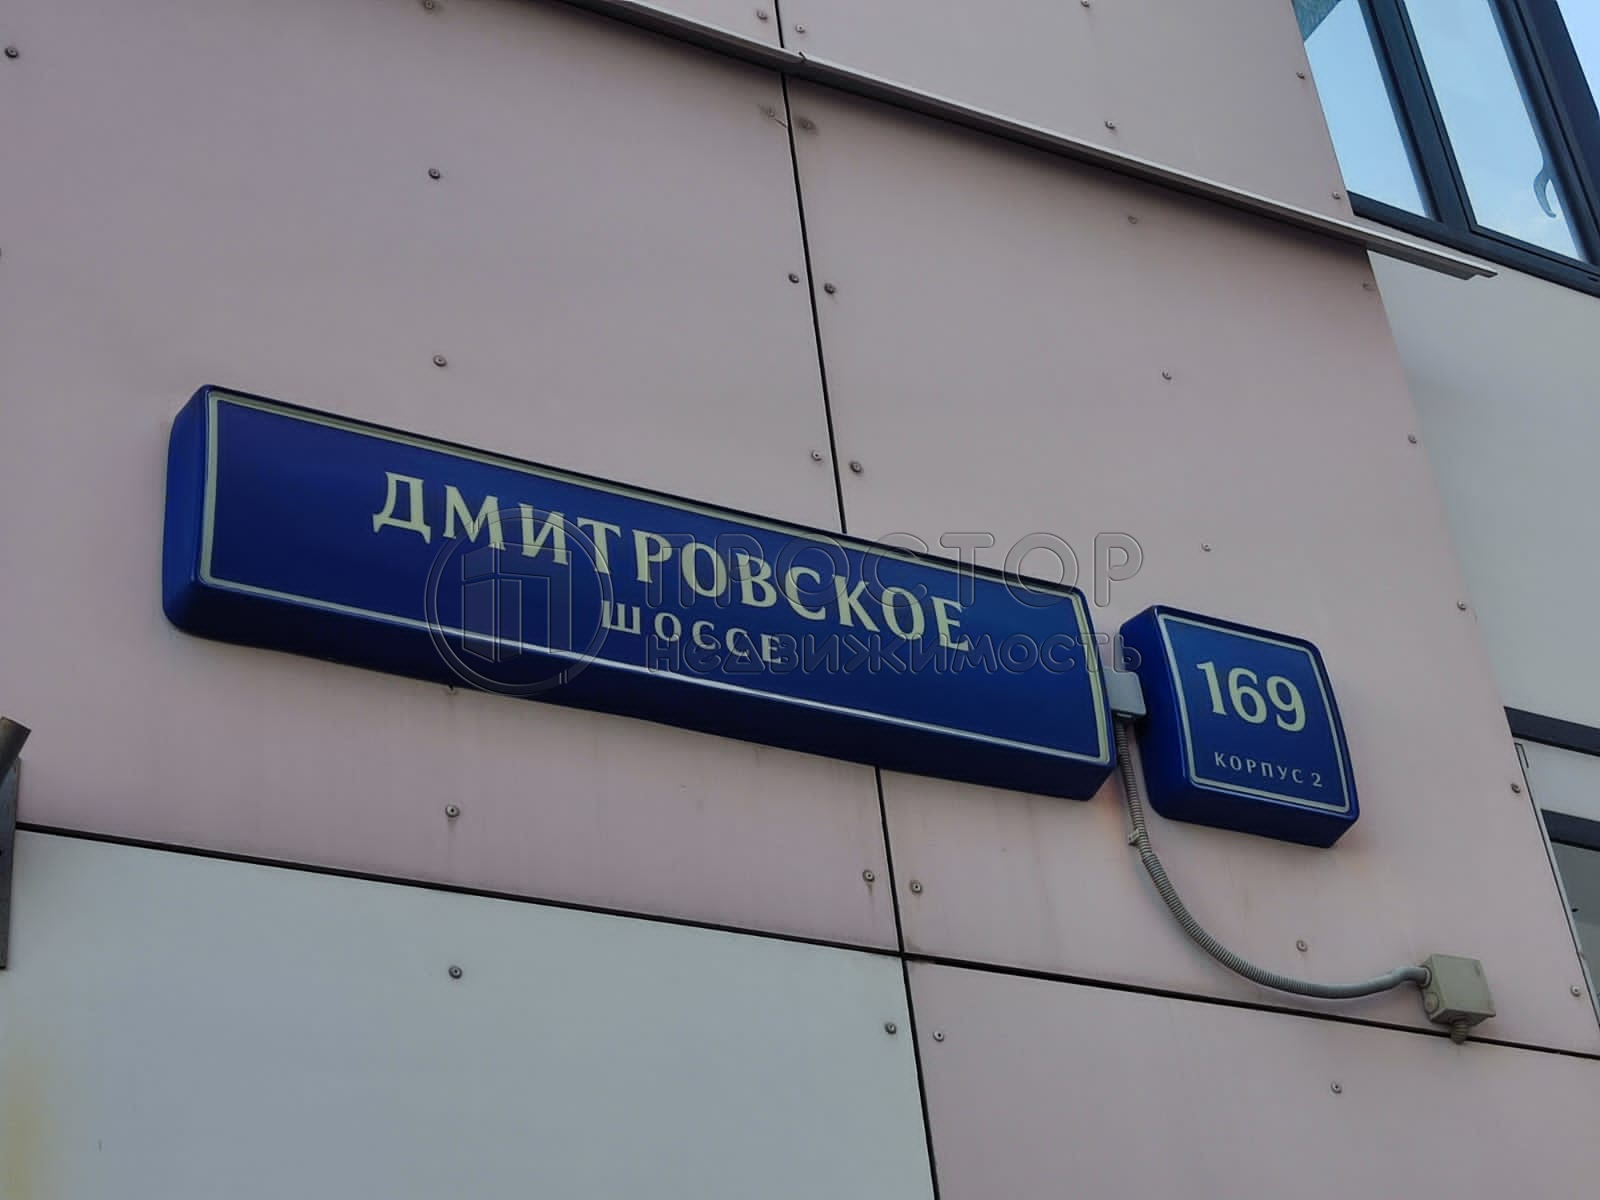 ДМИТРОВСКОЕ
ШОССЕ
169
КОРПУС 2
ПРОСТОР
недвижимость